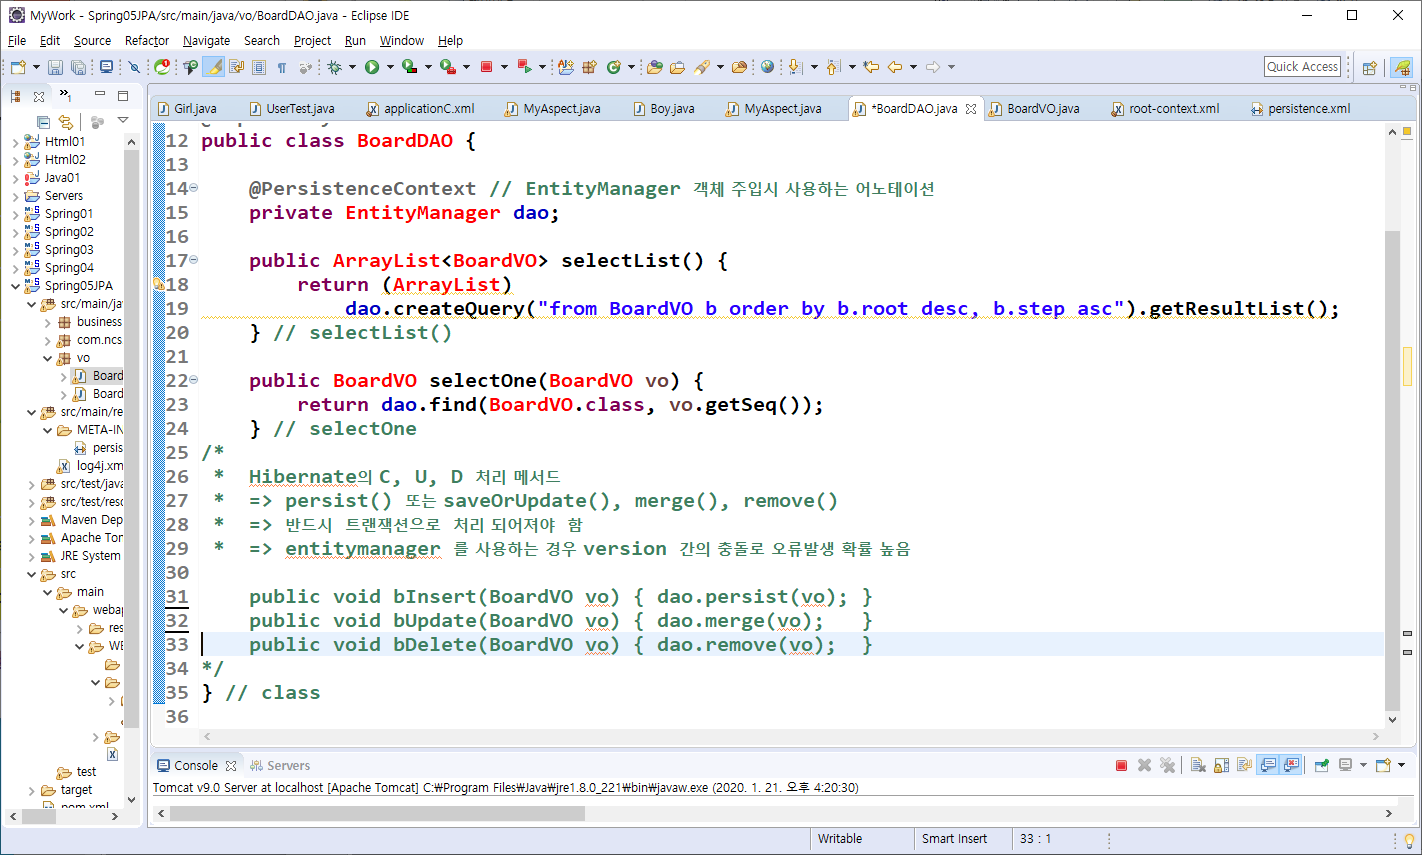 MyWork - Spring05JPA/src/main/java/vo/BoardDAO.java - Eclipse IDE
File Edit Source Refactor Navigate Search Project Run Window Help
Quick Access
Girl.java UserTest.java applicationC.xml MyAspect.java Boy.java MyAspect.java *BoardDAO.java BoardVO.java root-context.xml persistence.xml
Html01
Html02
Java01
Servers
Spring01
Spring02
Spring03
Spring04
Spring05JPA
src/main/ja
business
com.ncs
vo
Board
Board
src/main/re
META-IN
persis
log4j.xm
src/test/java
src/test/reso
Maven Dep
Apache Tom
JRE System
src
main
webap
res
WE
test
target
pom.xml
12 public class BoardDAO {
13
14 @PersistenceContext // EntityManager 객체 주입시 사용하는 어노테이션
15 private EntityManager dao;
16
17 public ArrayList<BoardVO> selectList() {
18 return (ArrayList)
19 dao.createQuery("from BoardVO b order by b.root desc, b.step asc").getResultList();
20 } // selectList()
21
22 public BoardVO selectOne(BoardVO vo) {
23 return dao.find(BoardVO.class, vo.getSeq());
24 } // selectOne
25 /*
26 * Hibernate의 C, U, D 처리 메서드
27 * => persist() 또는 saveOrUpdate(), merge(), remove()
28 * => 반드시 트랜잭션으로 처리 되어져야 함
29 * => entitymanager 를 사용하는 경우 version 간의 충돌로 오류발생 확률 높음
30
31 public void bInsert(BoardVO vo) { dao.persist(vo); }
32 public void bUpdate(BoardVO vo) { dao.merge(vo); }
33 public void bDelete(BoardVO vo) { dao.remove(vo); }
34 */
35 } // class
36
Console Servers
Tomcat v9.0 Server at localhost [Apache Tomcat] C:₩Program Files₩Java₩jre1.8.0_221₩bin₩javaw.exe (2020. 1. 21. 오후 4:20:30)
Writable Smart Insert 33 : 1